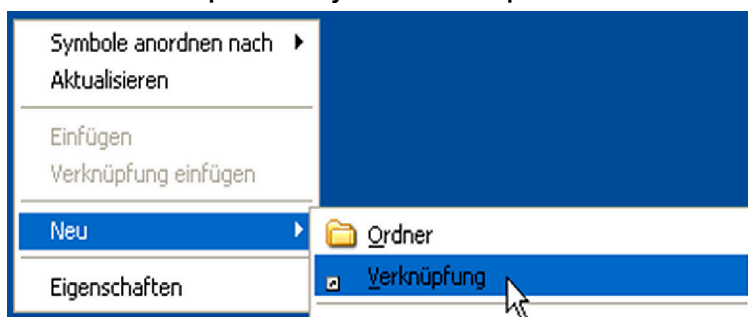 Symbole anordnen nach
Aktualisieren
Einfügen
Verknüpfung einfügen
Neu
Ordner
Verknüpfung
Eigenschaften